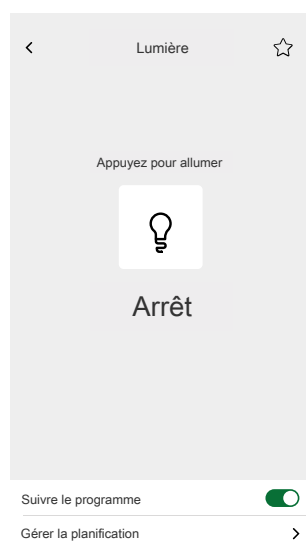 Lumière
Appuyez pour allumer
Arrêt
Suivre le programme
Gérer la planification